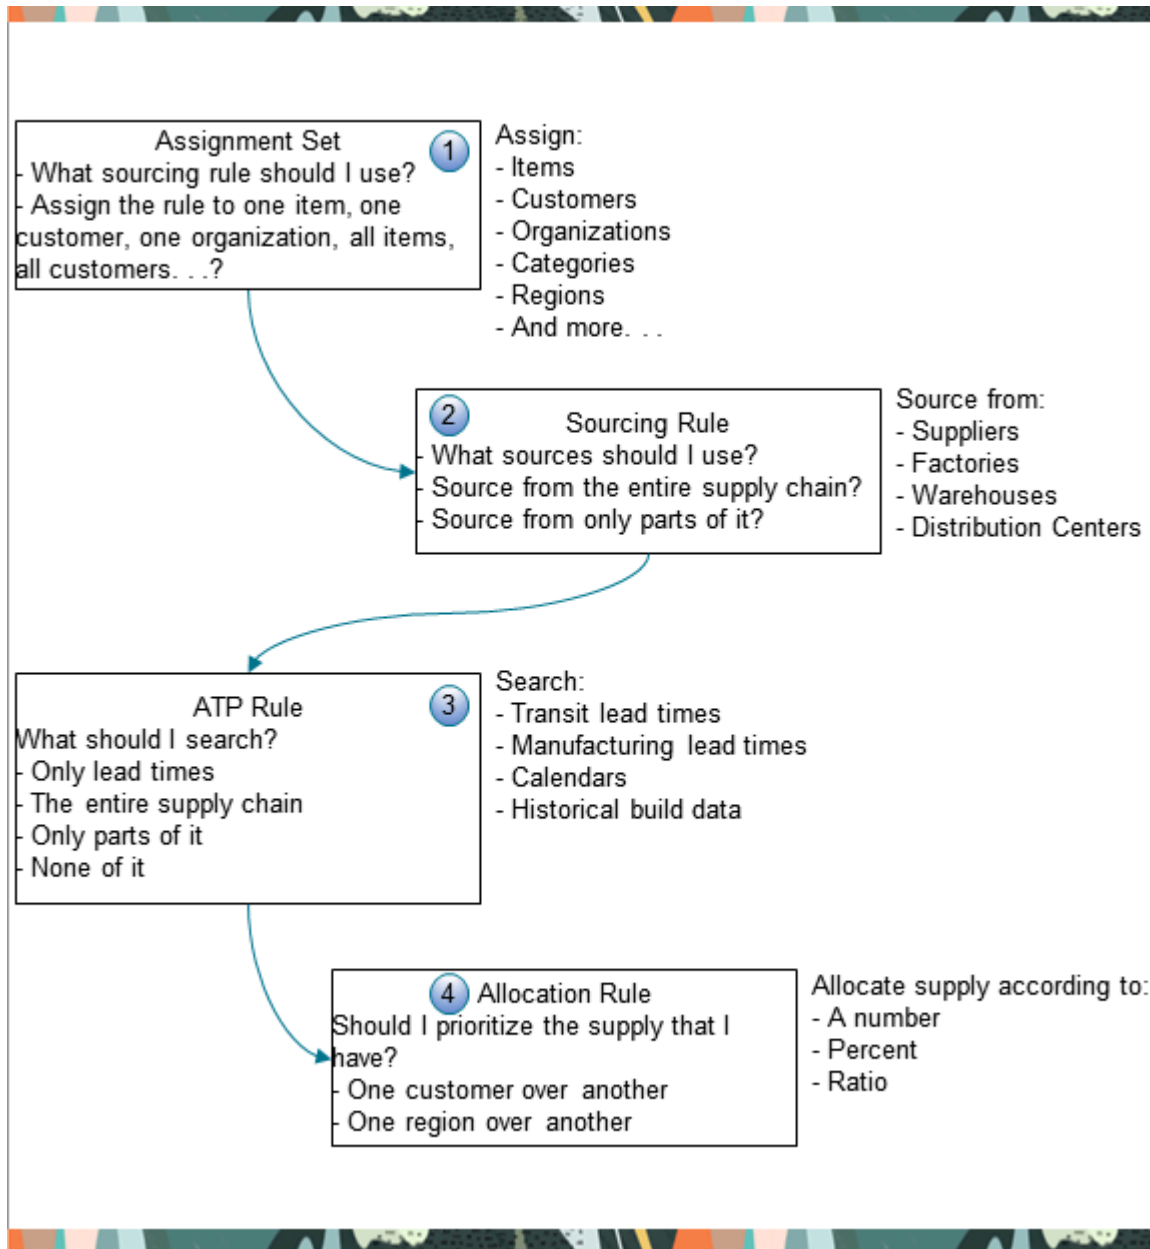 Assignment Set
1
- What sourcing rule should I use?
- Assign the rule to one item, one
customer, one organization, all items,
all customers. . .?
Assign:
- Items
- Customers
- Organizations
- Categories
- Regions
- And more. . .
2
Sourcing Rule
- What sources should I use?
- Source from the entire supply chain?
- Source from only parts of it?
Source from:
- Suppliers
- Factories
- Warehouses
- Distribution Centers
ATP Rule
3
What should I search?
- Only lead times
- The entire supply chain
- Only parts of it
- None of it
Search:
- Transit lead times
- Manufacturing lead times
- Calendars
- Historical build data
4
Allocation Rule
Should I prioritize the supply that I
have?
- One customer over another
- One region over another
Allocate supply according to:
- A number
- Percent
- Ratio